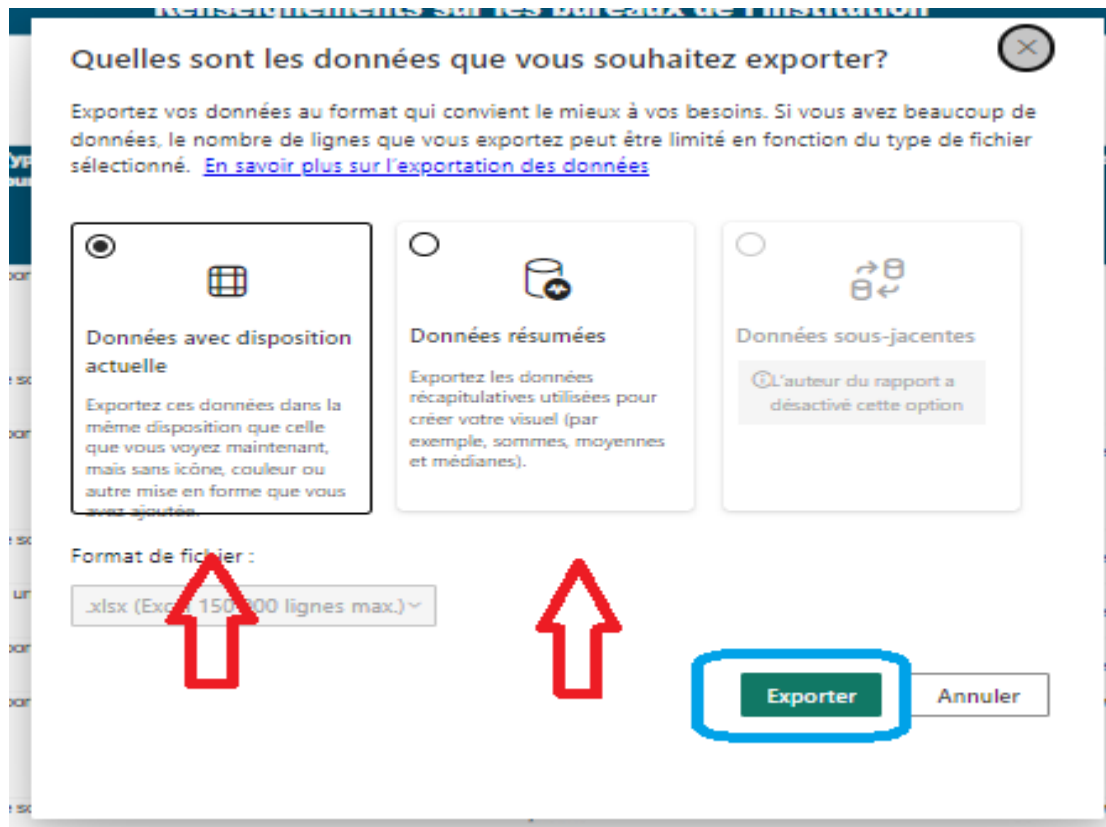 Renseignements sur les bureaux de l'institution
Quelles sont les données que vous souhaitez exporter?
Exportez vos données au format qui convient le mieux à vos besoins. Si vous avez beaucoup de
données, le nombre de lignes que vous exportez peut être limité en fonction du type de fichier
sélectionné. En savoir plus sur l'exportation des données
Données avec disposition
actuelle
Exportez ces données dans la
même disposition que celle
que vous voyez maintenant,
mais sans icône, couleur ou
autre mise en forme que vous
avez ajoutée.
Données résumées
Exportez les données
récapitulatives utilisées pour
créer votre visuel (par
exemple, sommes, moyennes
et médianes).
Données sous-jacentes
L'auteur du rapport a
désactivé cette option
Format de fichier :
.xlsx (Excel 150 000 lignes max.)
Exporter
Annuler